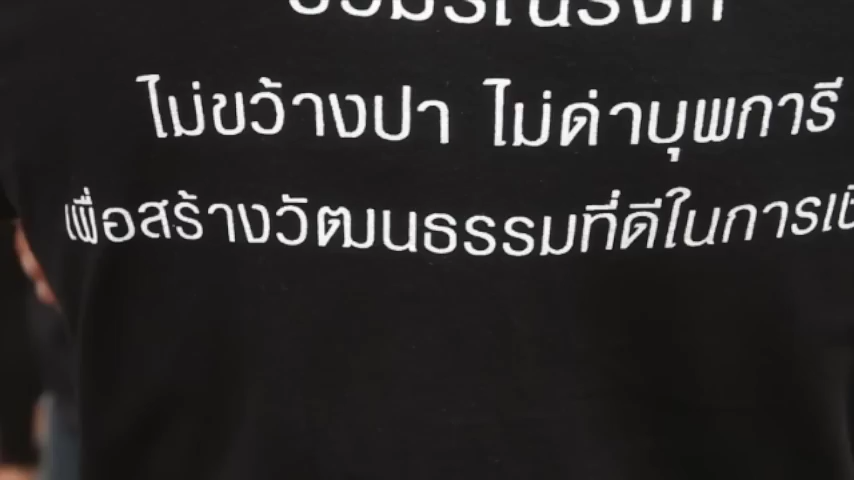 ไม่ขว้างปา ไม่ด่าบุพการี
เพื่อสร้างวัฒนธรรมที่ดีในการ